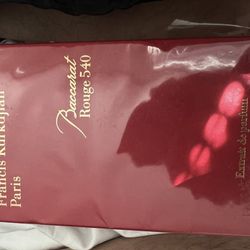 Francis Kurkdjian
Paris
Baccarat
Rouge 540
Extrait de parfum